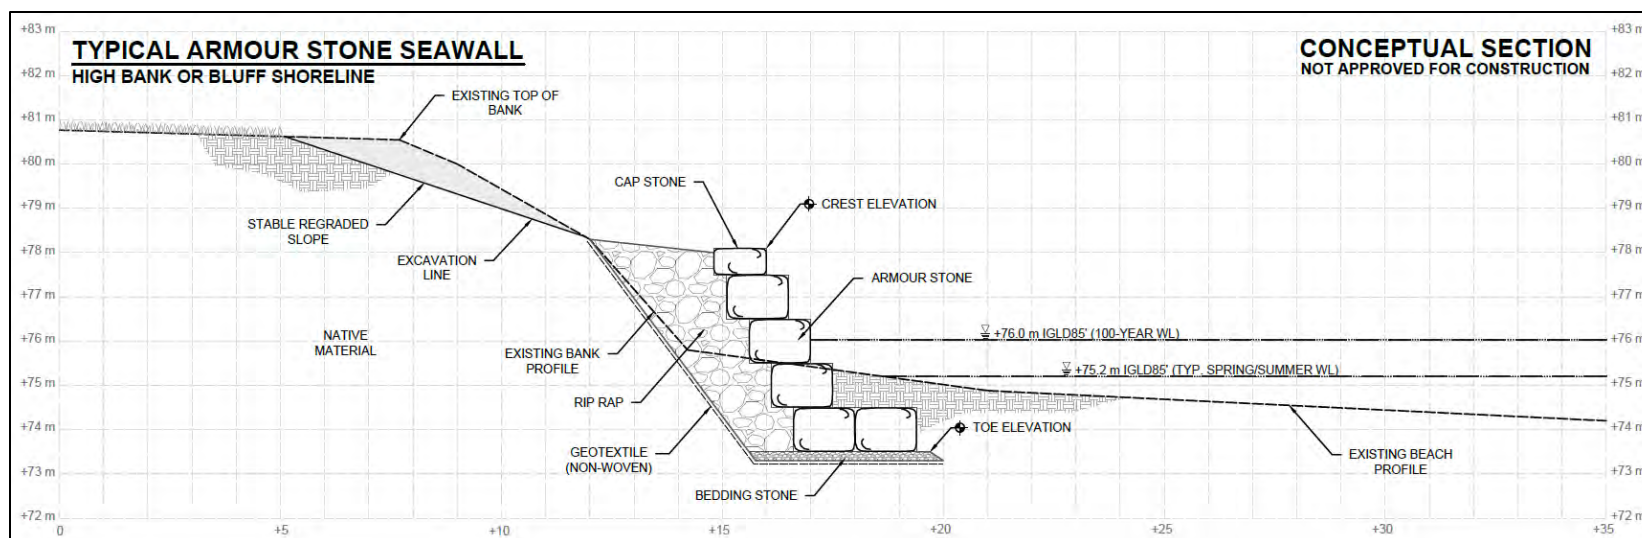 TYPICAL ARMOUR STONE SEAWALL
HIGH BANK OR BLUFF SHORELINE
CONCEPTUAL SECTION
NOT APPROVED FOR CONSTRUCTION
+83 m
+82 m
+81 m
+80 m
+79 m
+78 m
+77 m
+76 m
+75 m
+74 m
+73 m
+72 m
EXISTING TOP OF
BANK
CAP STONE
CREST ELEVATION
STABLE REGRADED
SLOPE
EXCAVATION
LINE
ARMOUR STONE
NATIVE
MATERIAL
EXISTING BANK
PROFILE
+76.0 m IGLD85' (100-YEAR WL)
+75.2 m IGLD85' (TYP. SPRING/SUMMER WL)
RIP RAP
GEOTEXTILE
(NON-WOVEN)
TOE ELEVATION
EXISTING BEACH
PROFILE
BEDDING STONE
+83 m
+82 m
+81 m
+80 m
+79 m
+78 m
+77 m
+76 m
+75 m
+74 m
+73 m
+72 m
0
+5
+10
+15
+20
+25
+30
+35